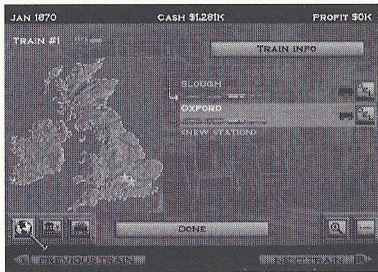 JAN 1870 CASH $1,281K PROFIT $0K
TRAIN #1
TRAIN INFO
SLOUGH
OXFORD
(NEW STATION)
DONE
PREVIOUS TRAIN NEXT TRAIN